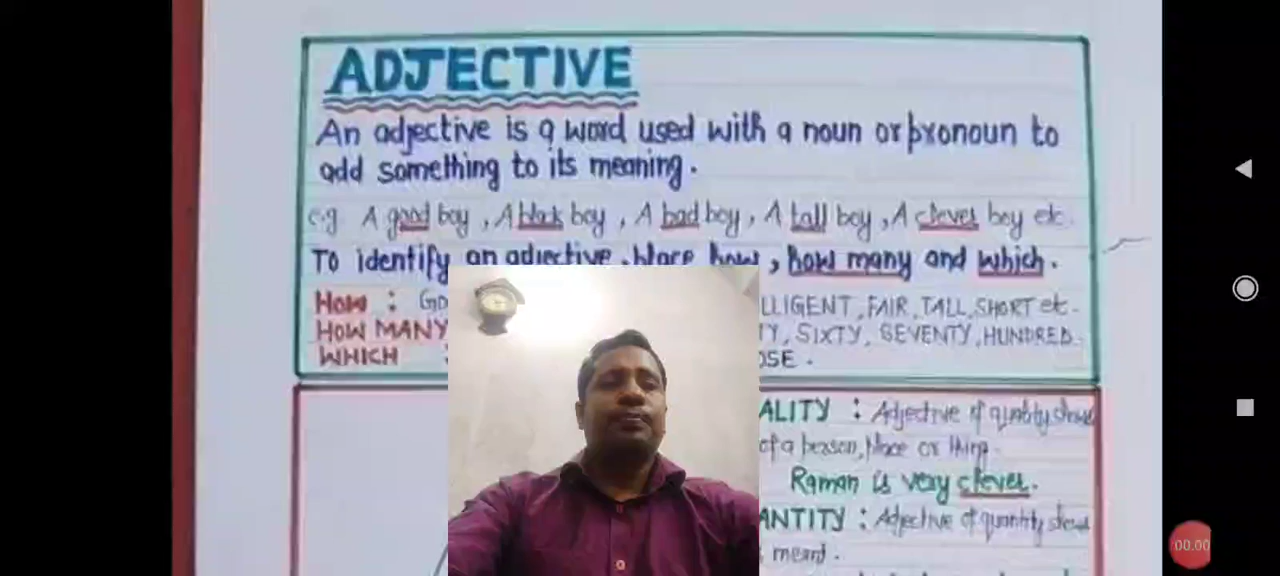 ADJECTIVE
An adjective is a word used with a noun or pronoun to
add something to its meaning.
e.g A good boy, A black boy, A bad boy, A tall boy, A clever boy etc.
To identify an adjective, place how, how many and which.
HOW : LLIGENT, FAIR, TALL, SHORT etc.
HOW MANY TY, SIXTY, SEVENTY, HUNDRED.
WHICH OSE.
ALITY : Adjective of quality shows
of a person, place or thing.
Raman is very clever.
ANTITY : Adjective of quantity shows
meant.
00.00